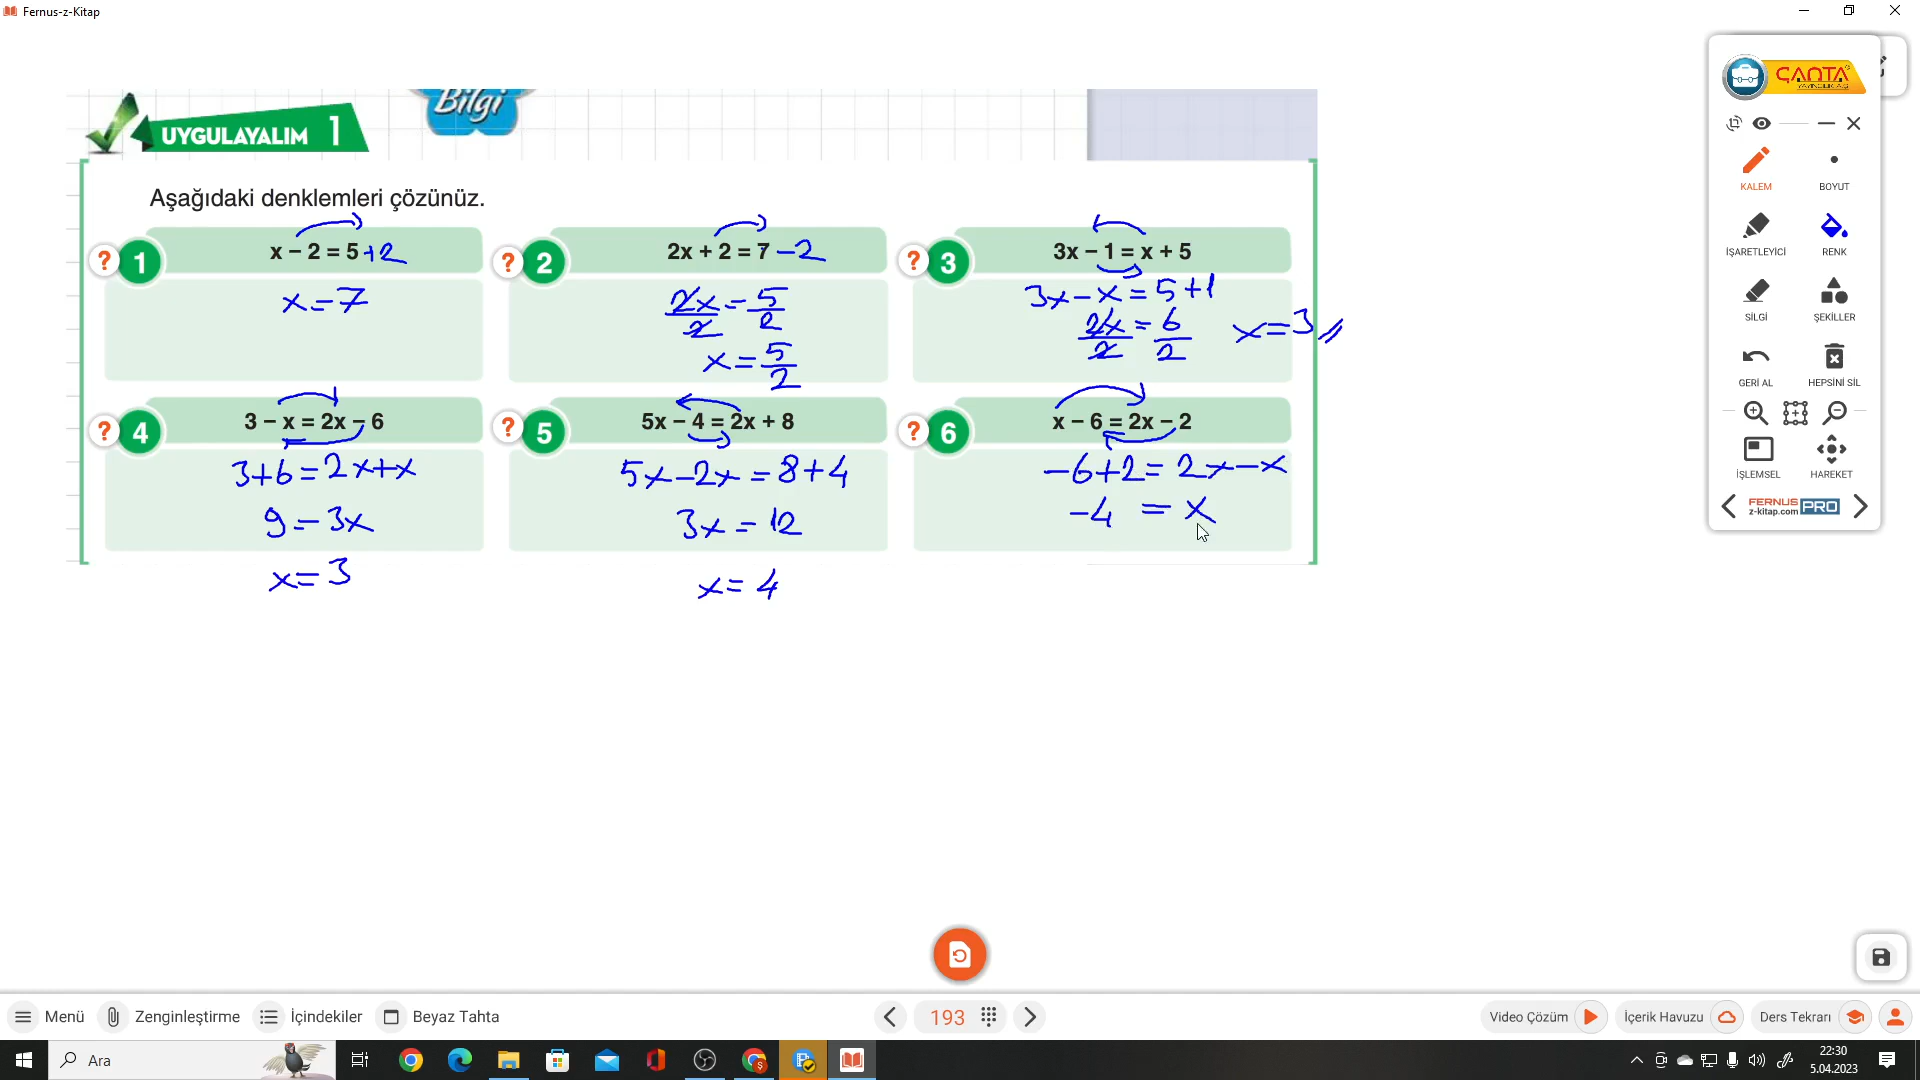 Fernus-z-Kitap
Bilgi
UYGULAYALIM 1
Aşağıdaki denklemleri çözünüz.
? 1 x – 2 = 5 +2
x = 7
? 2 2x + 2 = 7 –2
2x/2 = 5/2
x = 5/2
? 3 3x – 1 = x + 5
3x – x = 5 + 1
2x/2 = 6/2 x = 3 //
? 4 3 – x = 2x – 6
3+6 = 2x+x
9 = 3x
x = 3
? 5 5x – 4 = 2x + 8
5x – 2x = 8 + 4
3x = 12
x = 4
? 6 x – 6 = 2x – 2
-6+2 = 2x – x
-4 = x
ÇANTA
YAYINCILIK A.Ş.
KALEM BOYUT
İŞARETLEYİCİ RENK
SİLGİ ŞEKİLLER
GERİ AL HEPSİNİ SİL
İŞLEMSEL HAREKET
FERNUS PRO
z-kitap.com
Menü Zenginleştirme İçindekiler Beyaz Tahta 193 Video Çözüm İçerik Havuzu Ders Tekrarı
Ara
22:30
5.04.2023